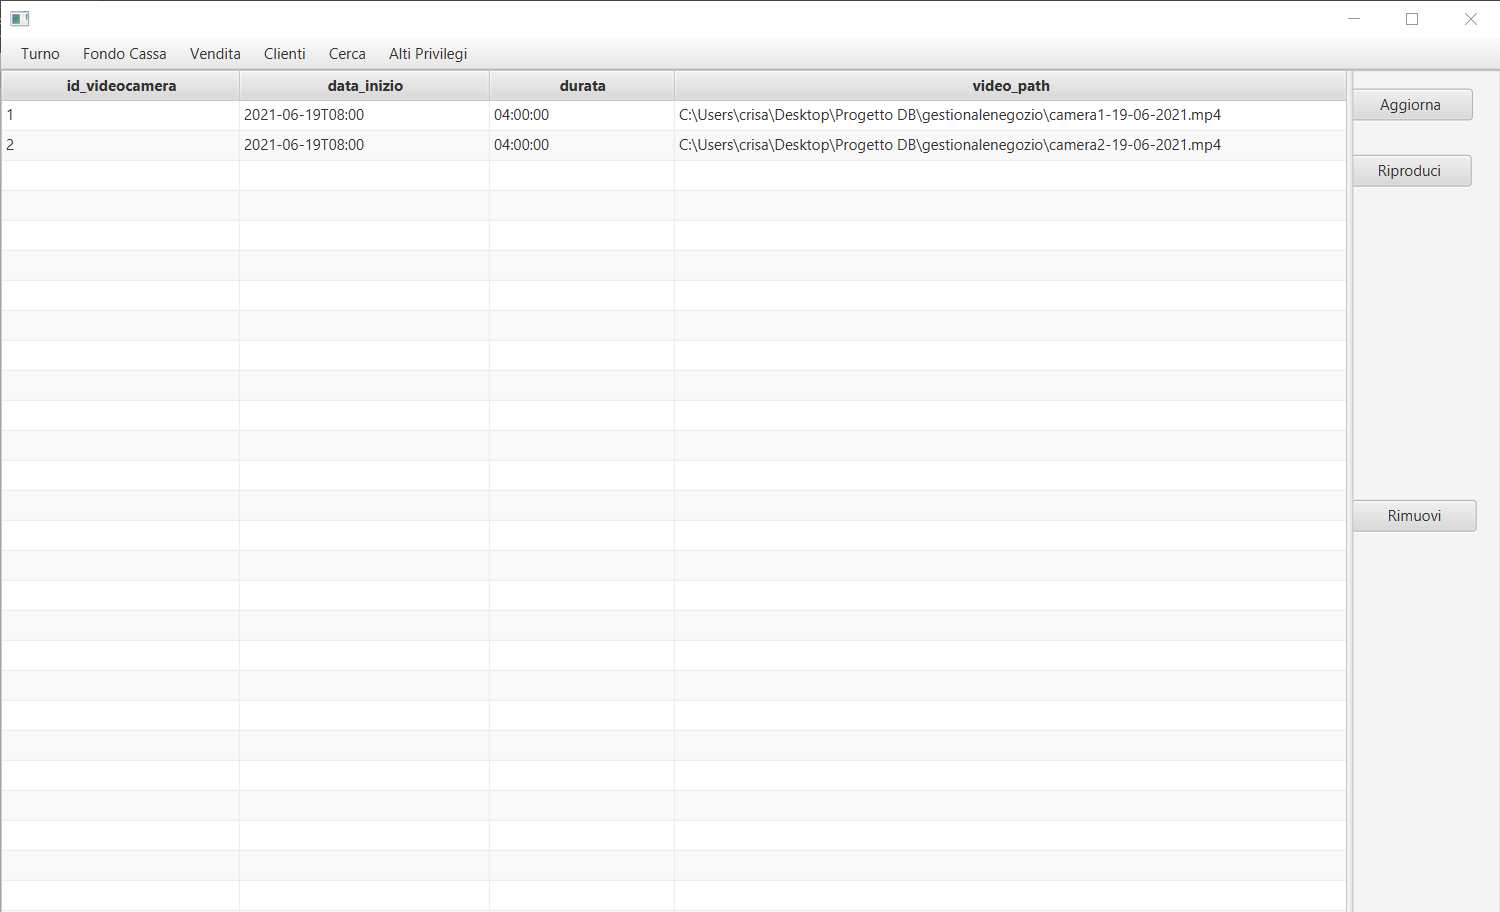 Turno Fondo Cassa Vendita Clienti Cerca Alti Privilegi
id_videocamera data_inizio durata video_path
1 2021-06-19T08:00 04:00:00 C:\Users\crisa\Desktop\Progetto DB\gestionalenegozio\camera1-19-06-2021.mp4
2 2021-06-19T08:00 04:00:00 C:\Users\crisa\Desktop\Progetto DB\gestionalenegozio\camera2-19-06-2021.mp4
Aggiorna
Riproduci
Rimuovi